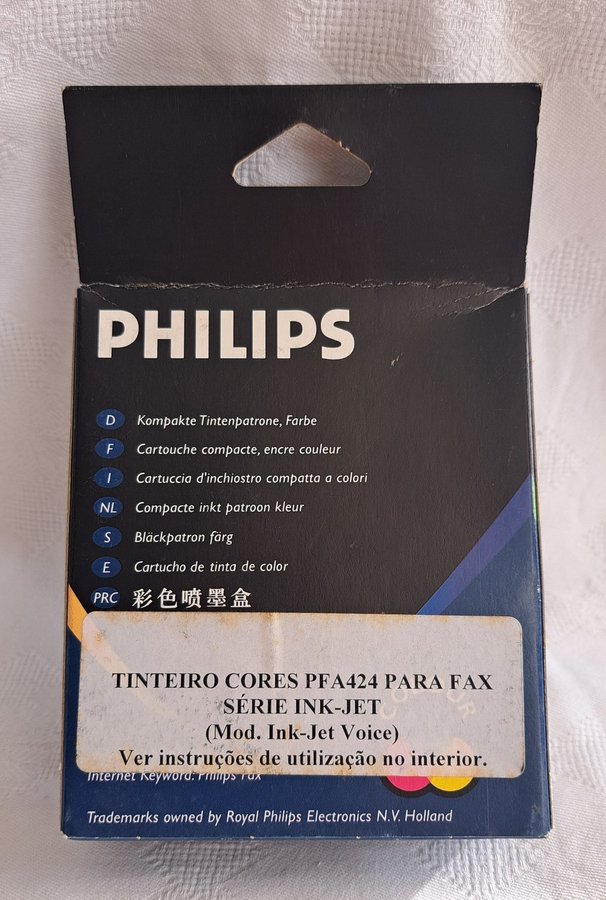 PHILIPS
D Kompakte Tintenpatrone, Farbe
F Cartouche compacte, encre couleur
I Cartuccia d'inchiostro compatta a colori
NL Compacte inkt patroon kleur
S Bläckpatron färg
E Cartucho de tinta de color
PRC 彩色喷墨盒
TINTEIRO CORES PFA424 PARA FAX
SÉRIE INK-JET
(Mod. Ink-Jet Voice)
Ver instruções de utilização no interior.
Internet Keyword: Philips Fax
Trademarks owned by Royal Philips Electronics N.V. Holland